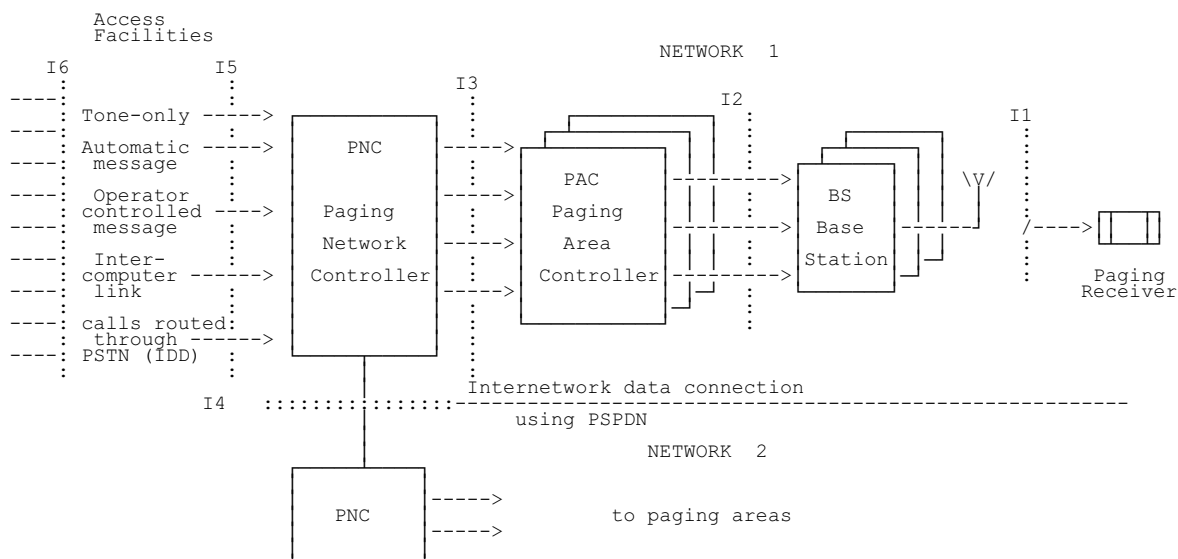 Access
Facilities
NETWORK 1
I6
I5
I3
I2
I1
Tone-only
Automatic
message
Operator
controlled
message
Inter-
computer
link
calls routed
through
PSTN (IDD)
PNC
Paging
Network
Controller
PAC
Paging
Area
Controller
BS
Base
Station
\V/
Paging
Receiver
Internetwork data connection
I4
using PSPDN
NETWORK 2
PNC
to paging areas